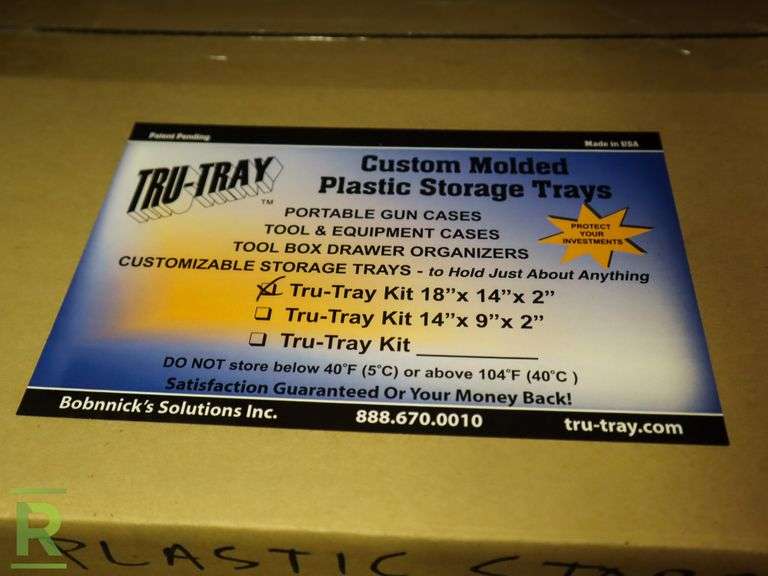 Patent Pending
Made in USA
TRU-TRAY
TM
Custom Molded
Plastic Storage Trays
PORTABLE GUN CASES
TOOL & EQUIPMENT CASES
TOOL BOX DRAWER ORGANIZERS
CUSTOMIZABLE STORAGE TRAYS - to Hold Just About Anything
PROTECT
YOUR
INVESTMENTS
Tru-Tray Kit 18"x 14"x 2"
Tru-Tray Kit 14"x 9"x 2"
Tru-Tray Kit
DO NOT store below 40°F (5°C) or above 104°F (40°C )
Satisfaction Guaranteed Or Your Money Back!
Bobnnick's Solutions Inc.
888.670.0010
tru-tray.com
R
PLASTIC